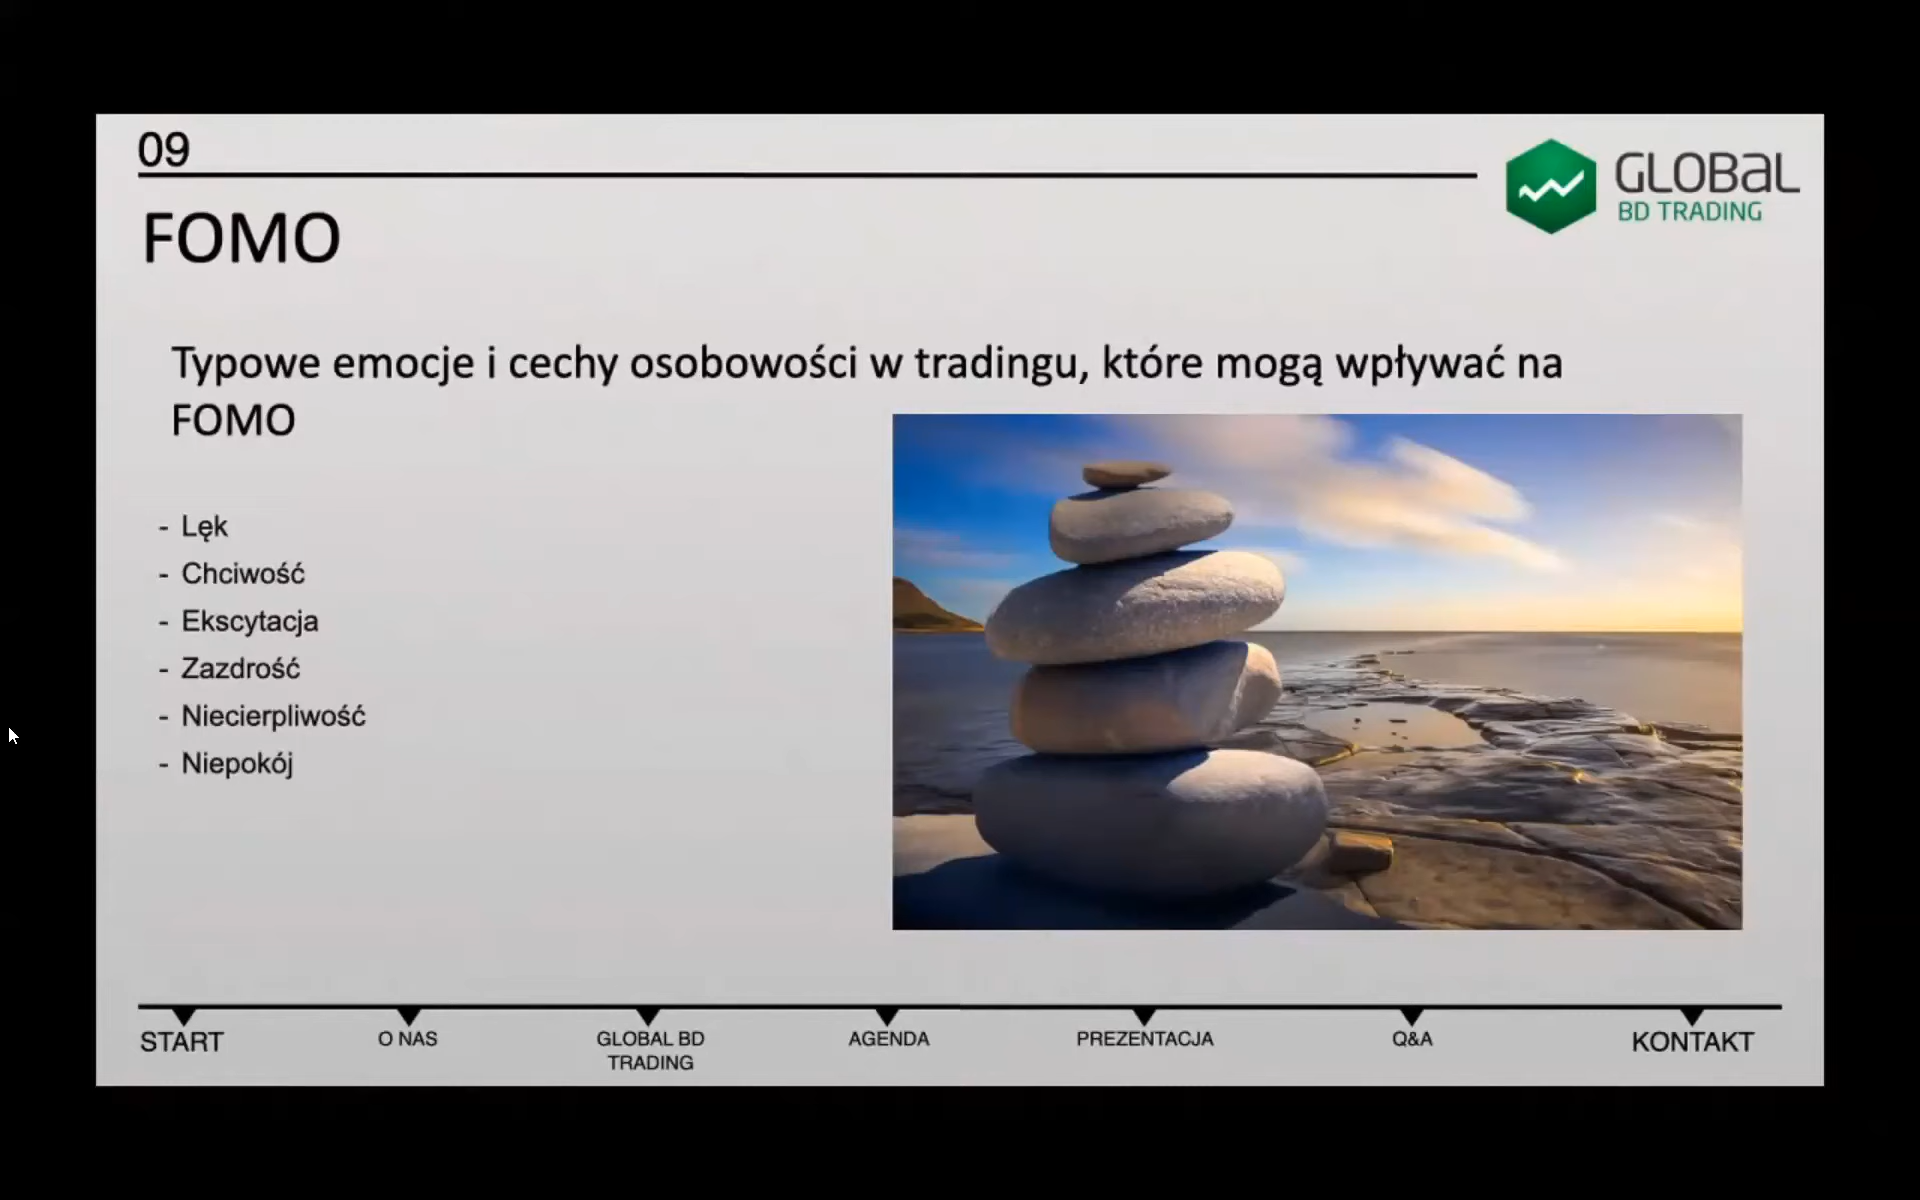 09
GLOBaL
BD TRADING
FOMO
Typowe emocje i cechy osobowości w tradingu, które mogą wpływać na
FOMO
- Lęk
- Chciwość
- Ekscytacja
- Zazdrość
- Niecierpliwość
- Niepokój
START
O NAS
GLOBAL BD
TRADING
AGENDA
PREZENTACJA
Q&A
KONTAKT